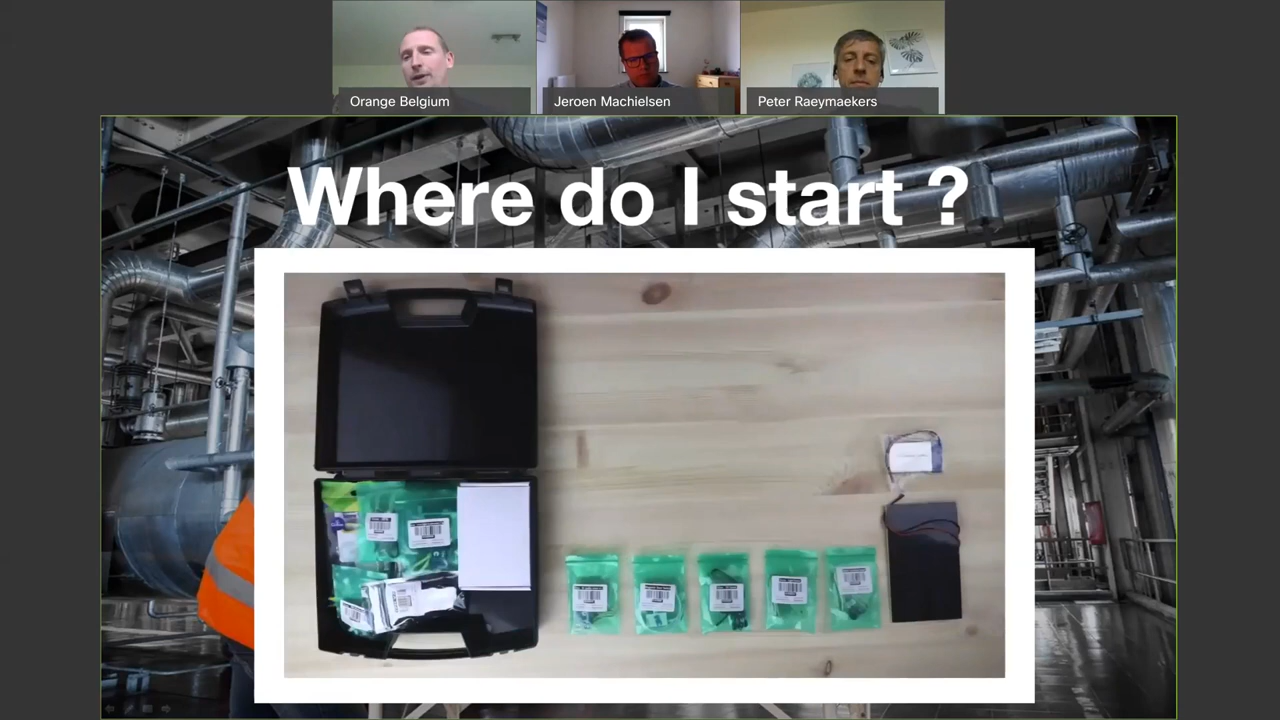 Orange Belgium
Jeroen Machielsen
Peter Raeymaekers
Where do I start ?